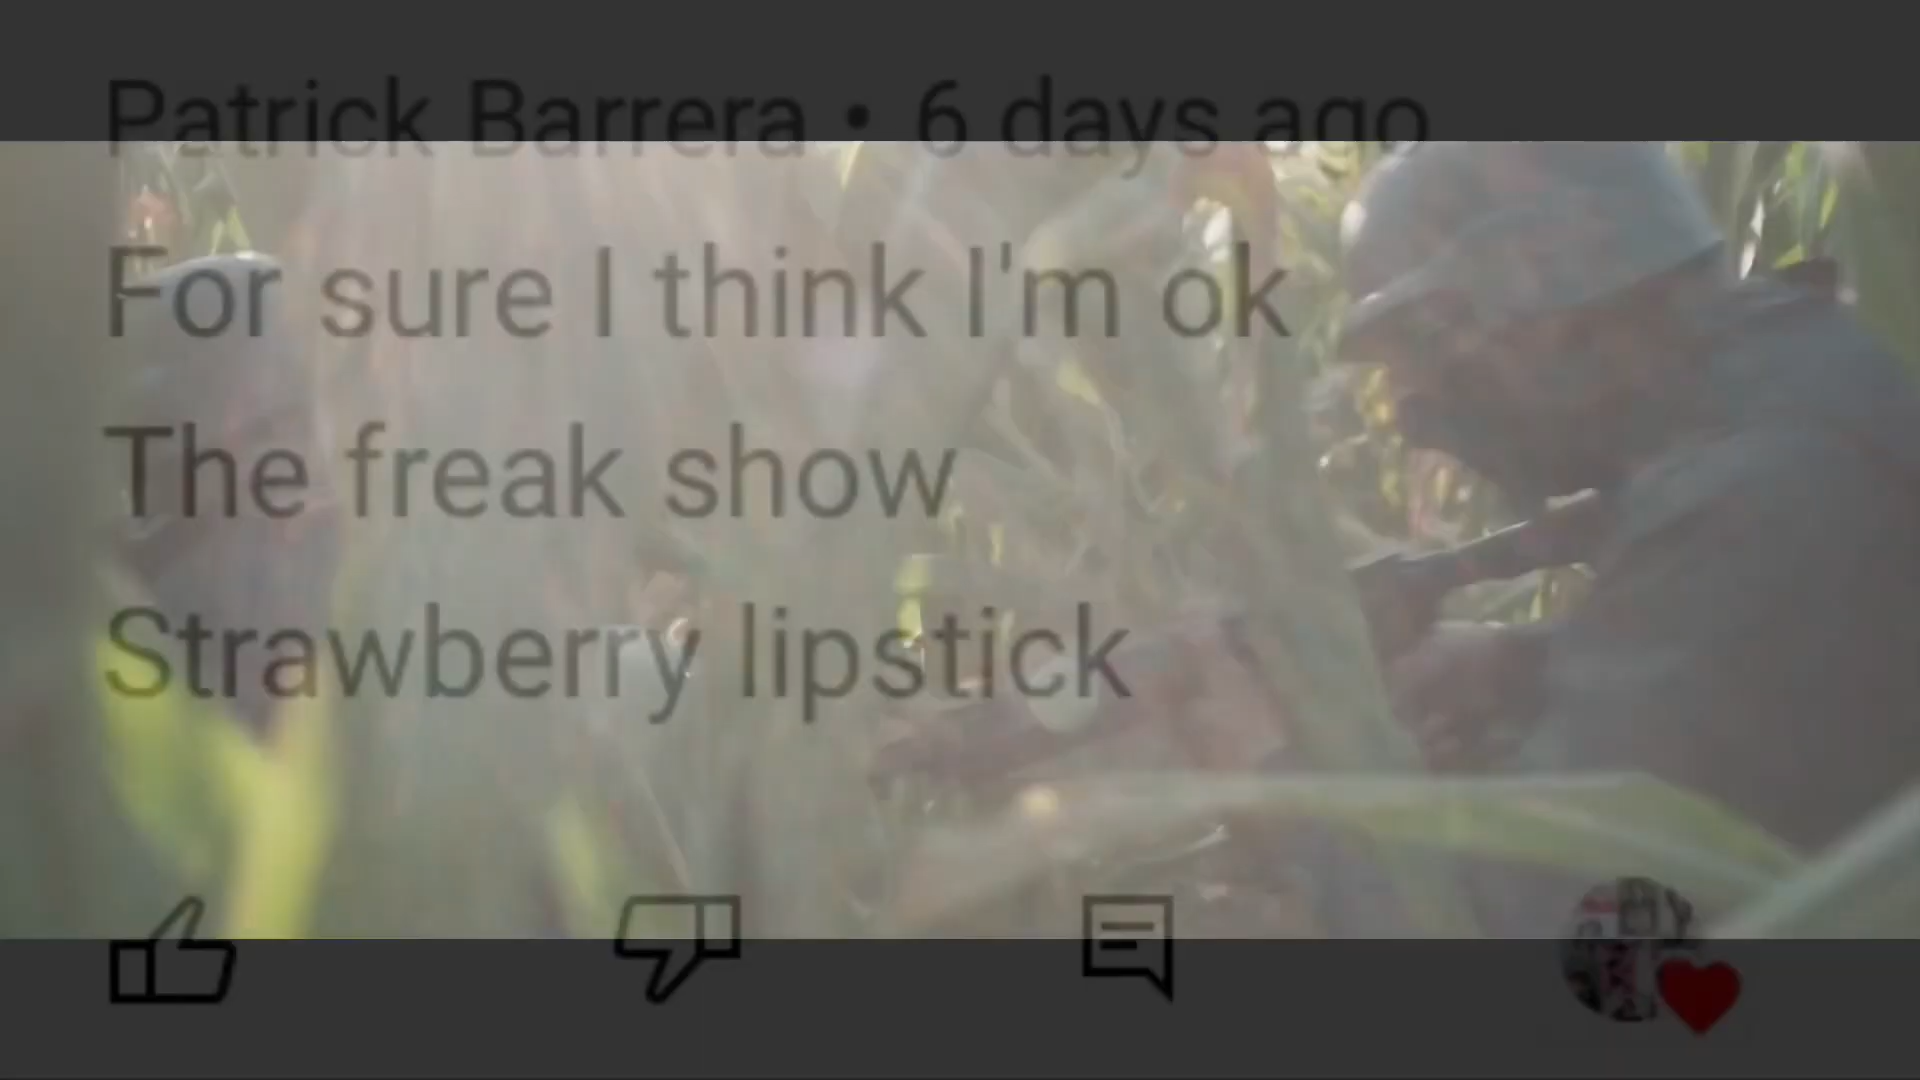 Patrick Barrera • 6 days ago
For sure I think I'm ok
The freak show
Strawberry lipstick